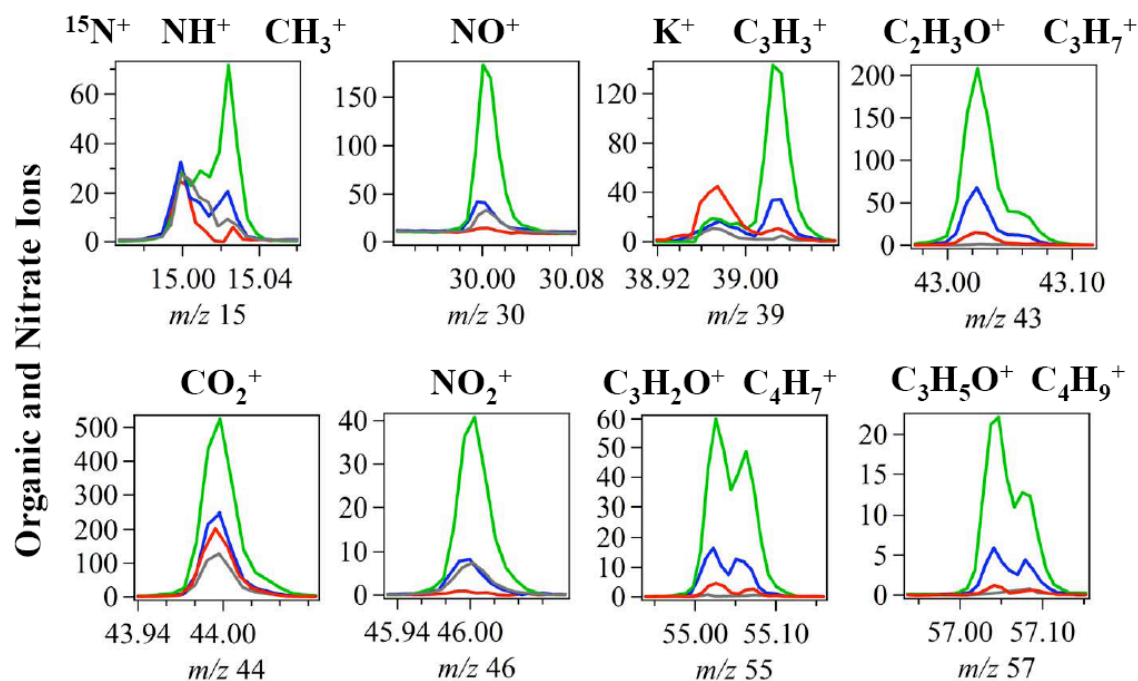 Organic and Nitrate Ions
¹⁵N⁺ NH⁺ CH₃⁺
60
40
20
0
15.00 15.04
m/z 15
NO⁺
150
100
50
0
30.00 30.08
m/z 30
K⁺ C₃H₃⁺
120
80
40
0
38.92 39.00
m/z 39
C₂H₃O⁺ C₃H₇⁺
200
150
100
50
0
43.00 43.10
m/z 43
CO₂⁺
500
400
300
200
100
0
43.94 44.00
m/z 44
NO₂⁺
40
30
20
10
0
45.94 46.00
m/z 46
C₃H₂O⁺ C₄H₇⁺
60
50
40
30
20
10
0
55.00 55.10
m/z 55
C₃H₅O⁺ C₄H₉⁺
20
15
10
5
0
57.00 57.10
m/z 57